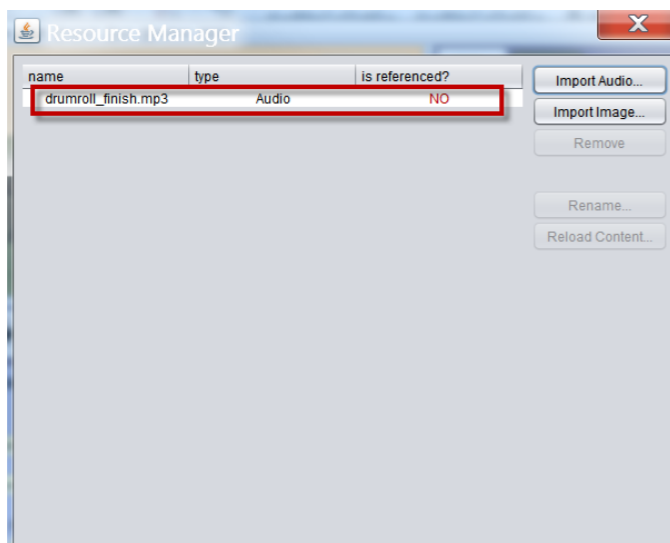 Resource Manager
name type is referenced?
drumroll_finish.mp3 Audio NO
Import Audio...
Import Image...
Remove
Rename...
Reload Content...